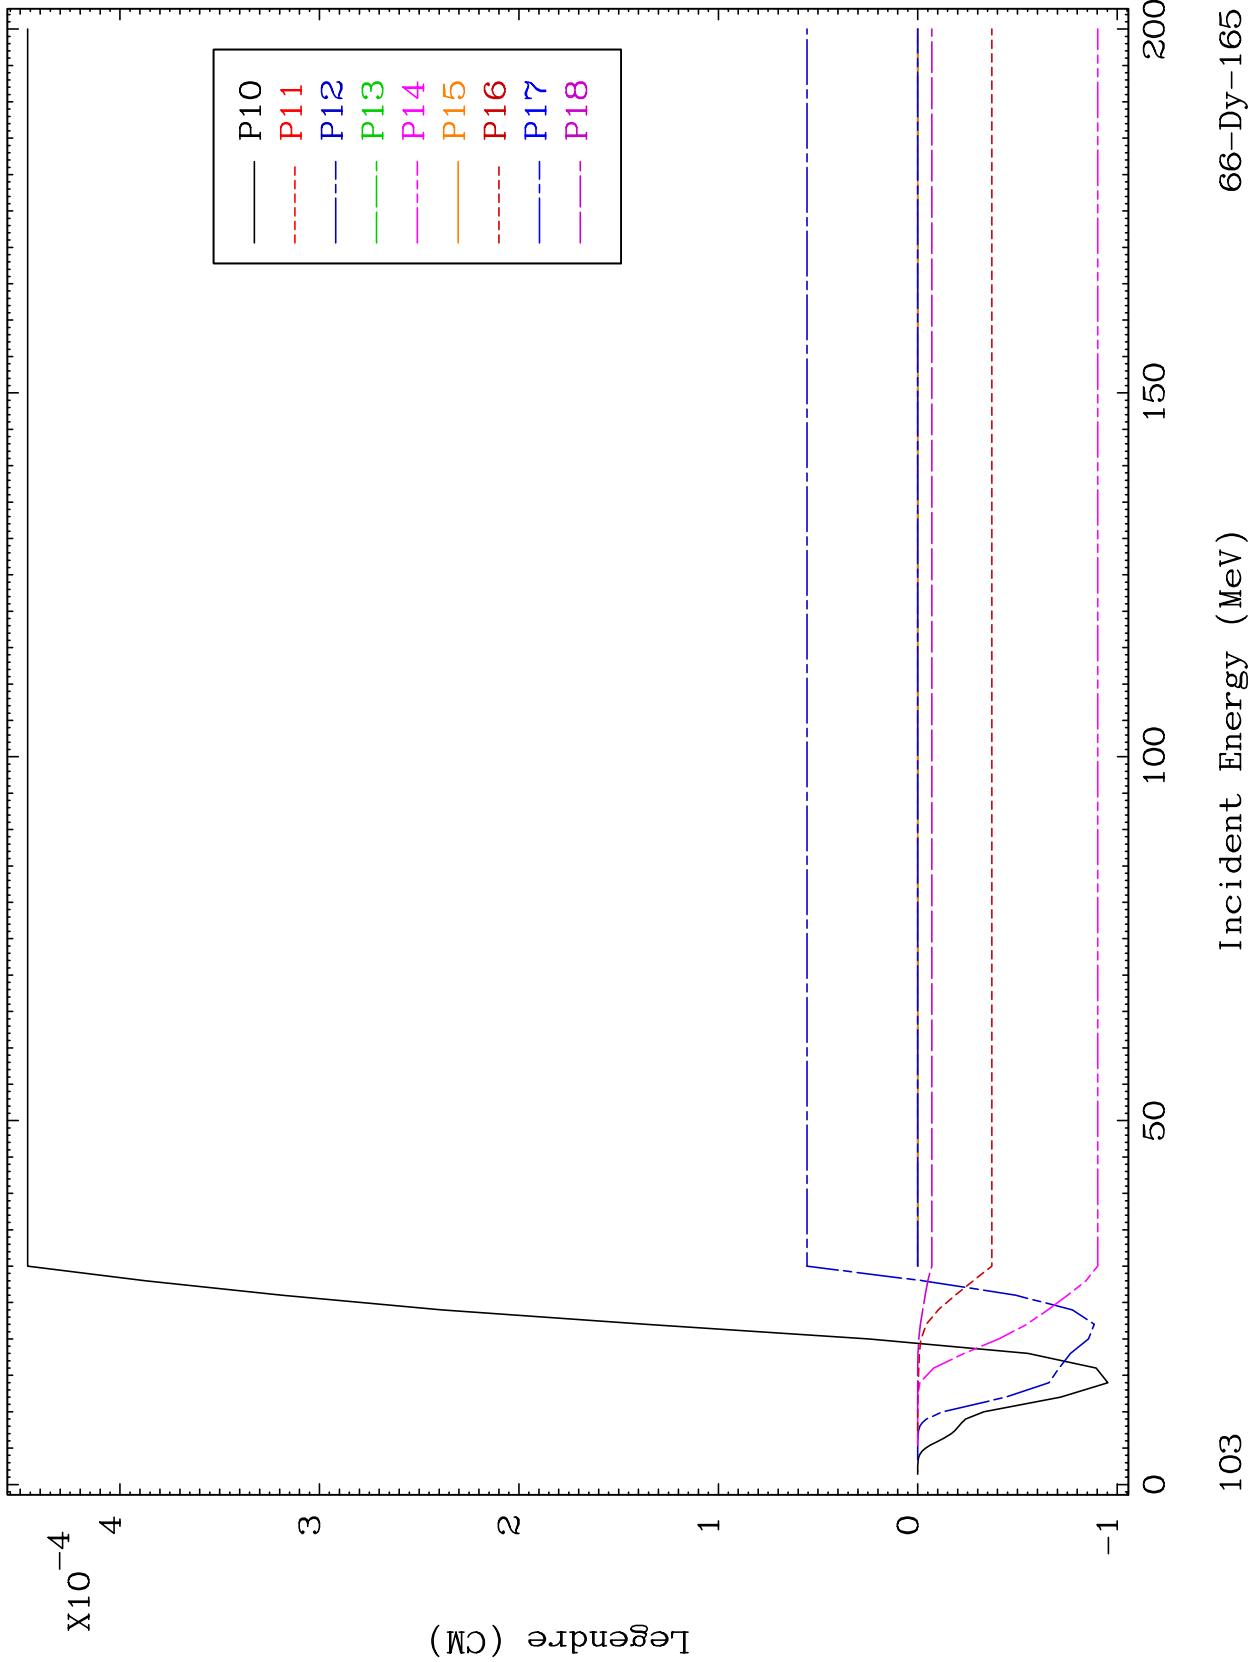 X10-4
Legendre (CM)
4
3
2
1
0
-1
P10
P11
P12
P13
P14
P15
P16
P17
P18
0
50
100
150
200
Incident Energy (MeV)
103
66-Dy-165